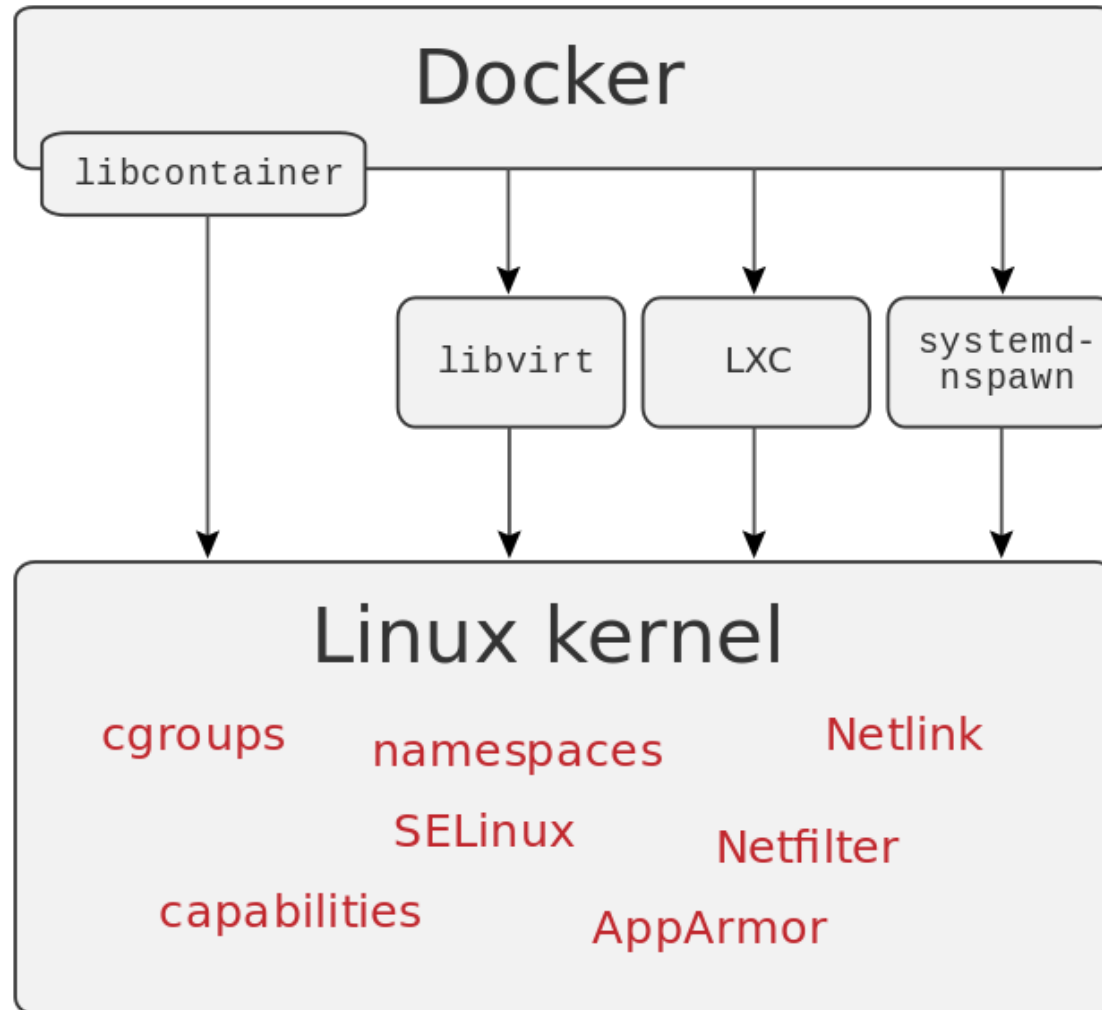 Docker
libcontainer
libvirt
LXC
systemd-
nspawn
Linux kernel
cgroups
namespaces
Netlink
SELinux
Netfilter
capabilities
AppArmor